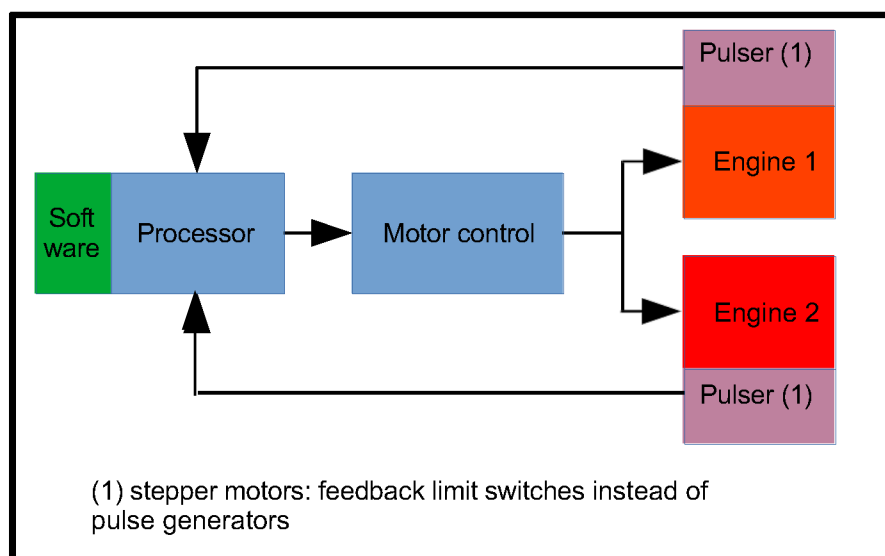 Pulser (1)
Engine 1
Soft
ware
Processor
Motor control
Engine 2
Pulser (1)
(1) stepper motors: feedback limit switches instead of
pulse generators